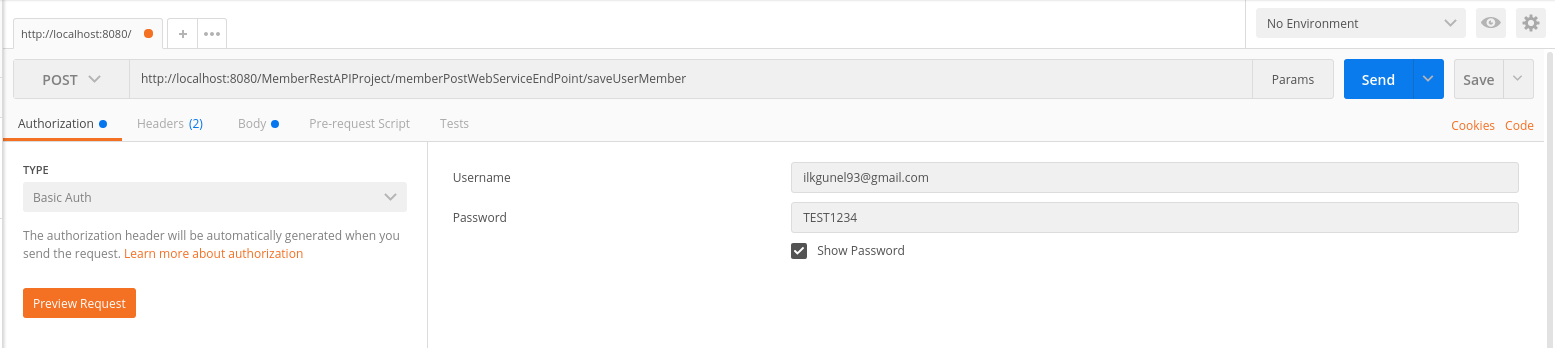 http://localhost:8080/
No Environment
POST
http://localhost:8080/MemberRestAPIProject/memberPostWebServiceEndPoint/saveUserMember
Params
Send
Save
Authorization
Headers (2)
Body
Pre-request Script
Tests
Cookies
Code
TYPE
Basic Auth
The authorization header will be automatically generated when you
send the request. Learn more about authorization
Preview Request
Username
ilkgunel93@gmail.com
Password
TEST1234
Show Password